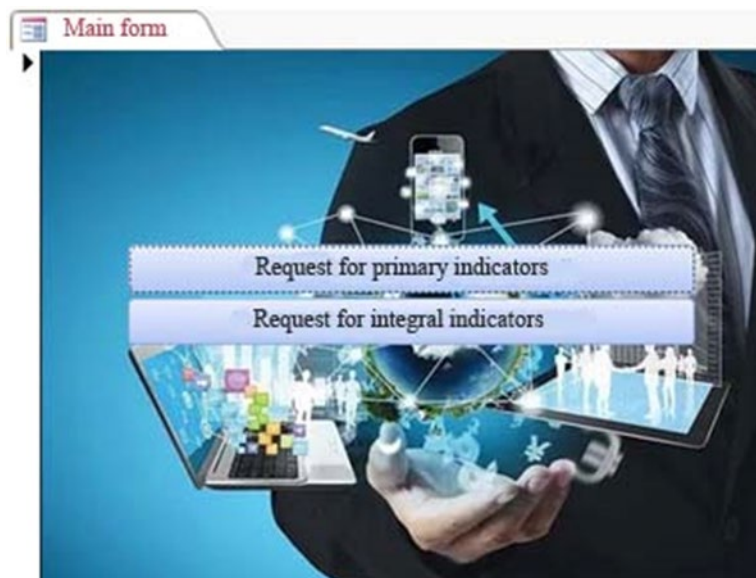 Main form
Request for primary indicators
Request for integral indicators